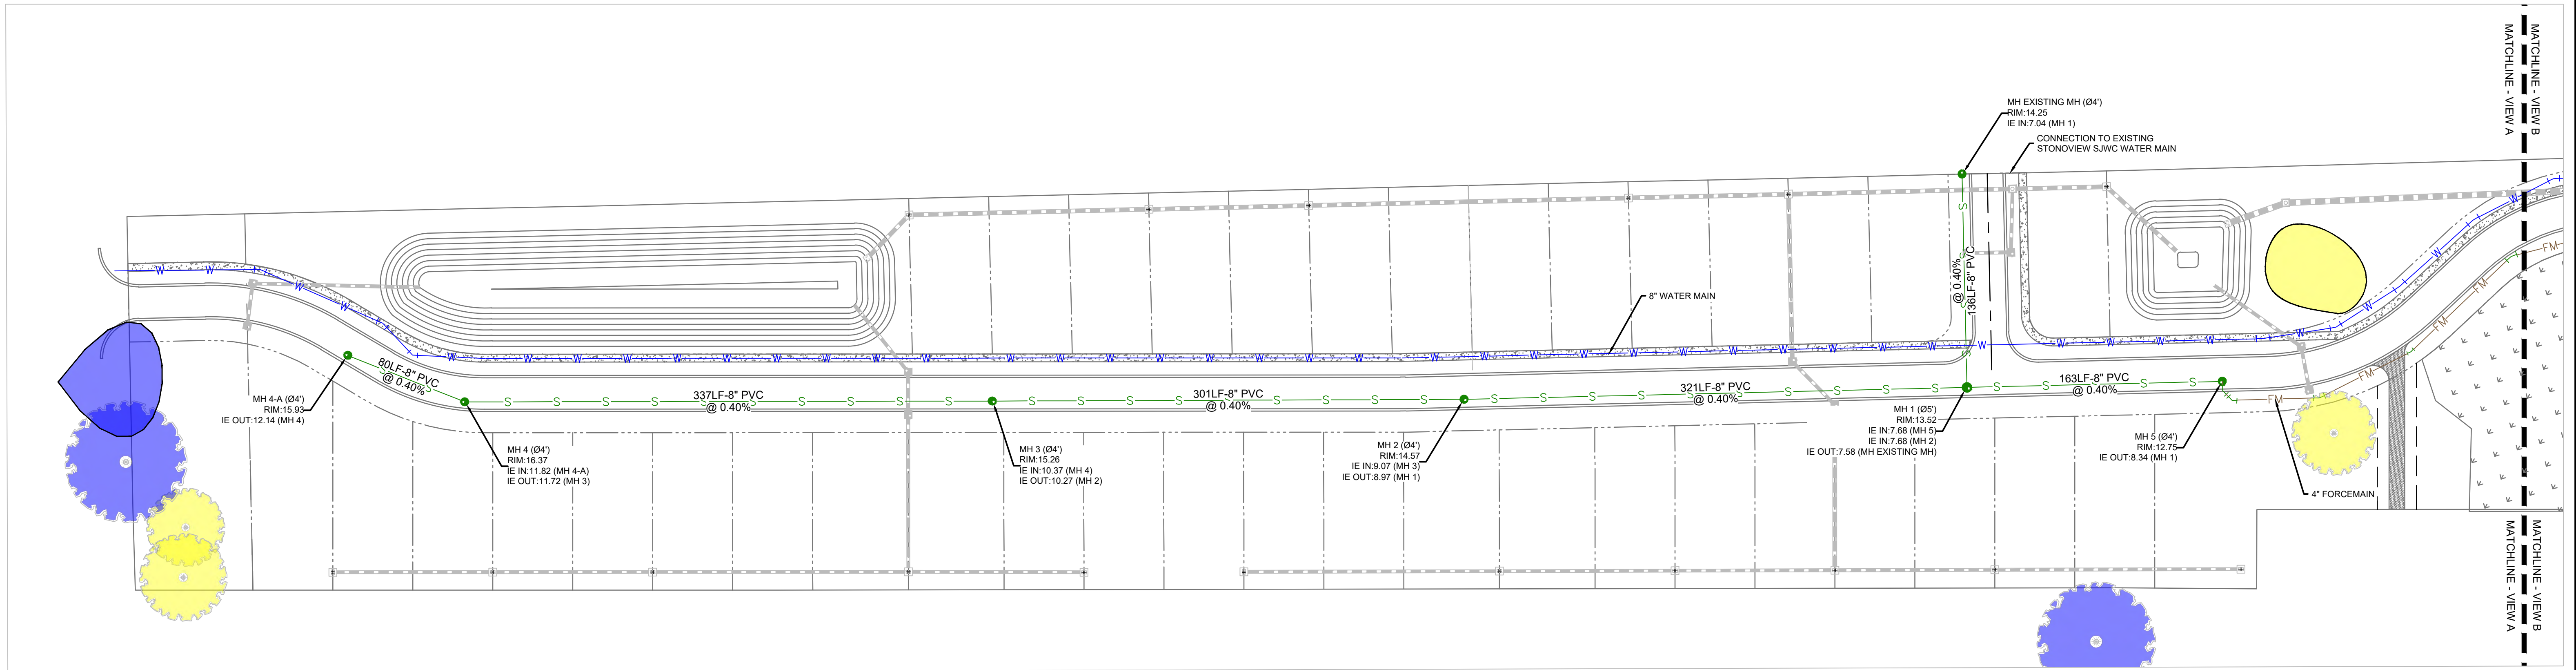 MATCHLINE - VIEW A
MATCHLINE - VIEW B
MH EXISTING MH (Ø4')
RIM:14.25
IE IN:7.04 (MH 1)
CONNECTION TO EXISTING
STONOVIEW SJWC WATER MAIN
8" WATER MAIN
136LF-8" PVC
@ 0.40%
80LF-8" PVC
@ 0.40%
337LF-8" PVC
@ 0.40%
301LF-8" PVC
@ 0.40%
321LF-8" PVC
@ 0.40%
163LF-8" PVC
@ 0.40%
MH 4-A (Ø4')
RIM:15.93
IE OUT:12.14 (MH 4)
MH 4 (Ø4')
RIM:16.37
IE IN:11.82 (MH 4-A)
IE OUT:11.72 (MH 3)
MH 3 (Ø4')
RIM:15.26
IE IN:10.37 (MH 4)
IE OUT:10.27 (MH 2)
MH 2 (Ø4')
RIM:14.57
IE IN:9.07 (MH 3)
IE OUT:8.97 (MH 1)
MH 1 (Ø5')
RIM:13.52
IE IN:7.68 (MH 5)
IE IN:7.68 (MH 2)
IE OUT:7.58 (MH EXISTING MH)
MH 5 (Ø4')
RIM:12.75
IE OUT:8.34 (MH 1)
4" FORCEMAIN
FM
FM
FM
FM
FM
MATCHLINE - VIEW A
MATCHLINE - VIEW B